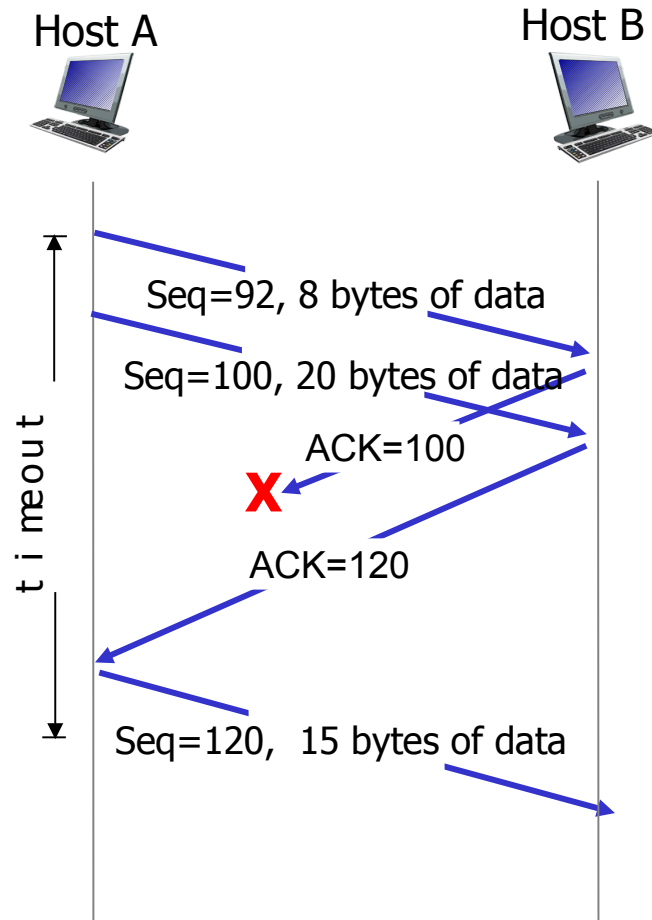 Host A
Host B
Seq=92, 8 bytes of data
Seq=100, 20 bytes of data
ACK=100
X
timeout
ACK=120
Seq=120, 15 bytes of data